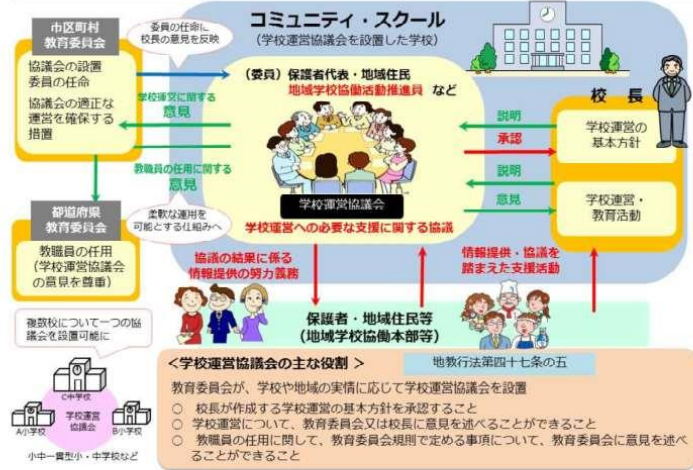 コミュニティ・スクール
(学校運営協議会を設置した学校)
市区町村
教育委員会
協議会の設置
委員の任命
協議会の適正な
運営を確保する
措置
委員の任命に
校長の意見を反映
学校運営に関する
意見
教職員の任用に関する
意見
柔軟な運用を
可能とする仕組みへ
都道府県
教育委員会
教職員の任用
(学校運営協議会
の意見を尊重)
(委員)保護者代表・地域住民
地域学校協働活動推進員 など
学校運営協議会
学校運営への必要な支援に関する協議
説明
承認
説明
意見
校 長
学校運営の
基本方針
学校運営・
教育活動
協議の結果に係る
情報提供の努力義務
情報提供・協議を
踏まえた支援活動
保護者・地域住民等
(地域学校協働本部等)
複数校について一つの協
議会を設置可能に
C中学校
学校運営
協議会
A小学校
B小学校
小中一貫型小・中学校など
<学校運営協議会の主な役割 >
地教行法第四十七条の五
教育委員会が、学校や地域の実情に応じて学校運営協議会を設置
○ 校長が作成する学校運営の基本方針を承認すること
○ 学校運営について、教育委員会又は校長に意見を述べることができること
○ 教職員の任用に関して、教育委員会規則で定める事項について、教育委員会に意見を述べ
ることができること